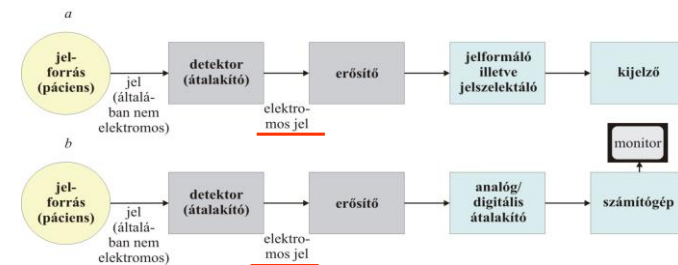 a
jel-
forrás
(páciens)
jel
(általá-
ban nem
elektromos)
detektor
(átalakító)
elektro-
mos jel
erősítő
jelformáló
illetve
jelszelektáló
kijelző
b
jel-
forrás
(páciens)
jel
(általá-
ban nem
elektromos)
detektor
(átalakító)
elektro-
mos jel
erősítő
analóg/
digitális
átalakító
számítógép
monitor